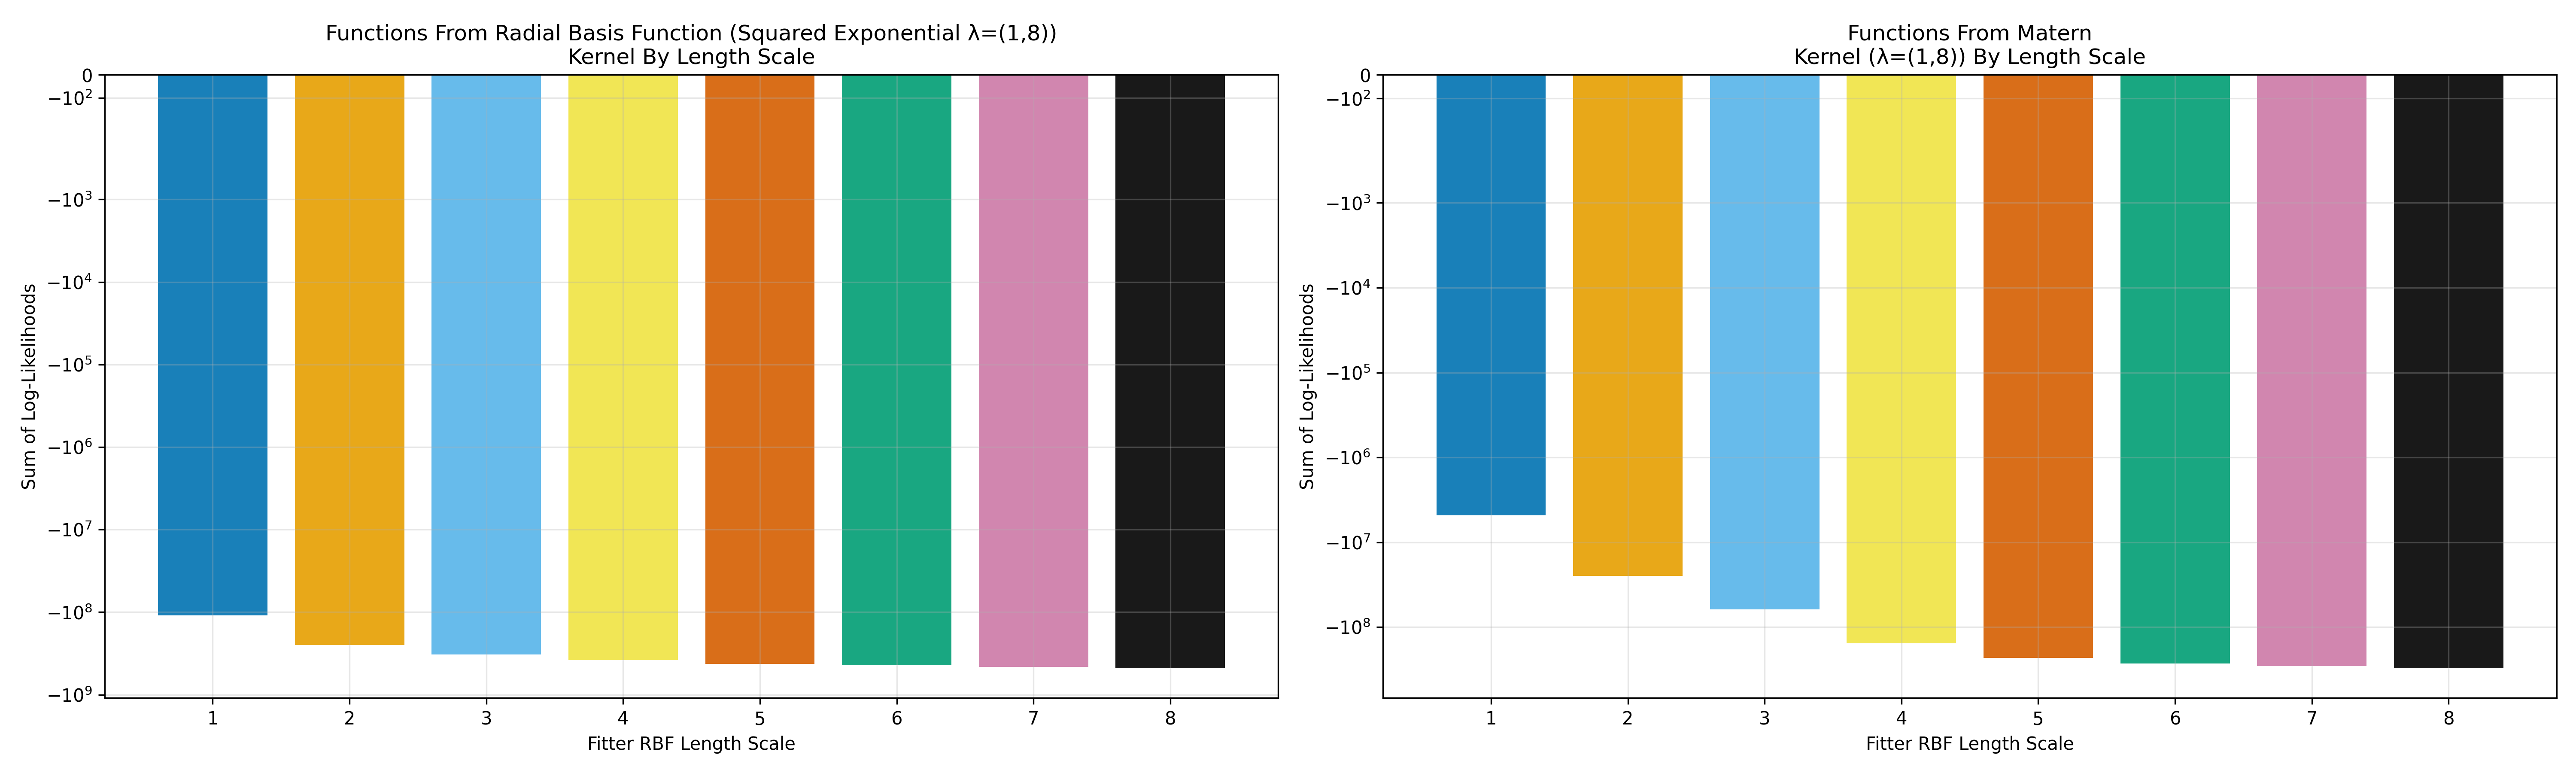 Functions From Radial Basis Function (Squared Exponential λ=(1,8))
Kernel By Length Scale
0
−10²
−10³
−10⁴
−10⁵
−10⁶
−10⁷
−10⁸
−10⁹
Sum of Log-Likelihoods
1 2 3 4 5 6 7 8
Fitter RBF Length Scale
Functions From Matern
Kernel (λ=(1,8)) By Length Scale
0
−10²
−10³
−10⁴
−10⁵
−10⁶
−10⁷
−10⁸
Sum of Log-Likelihoods
1 2 3 4 5 6 7 8
Fitter RBF Length Scale